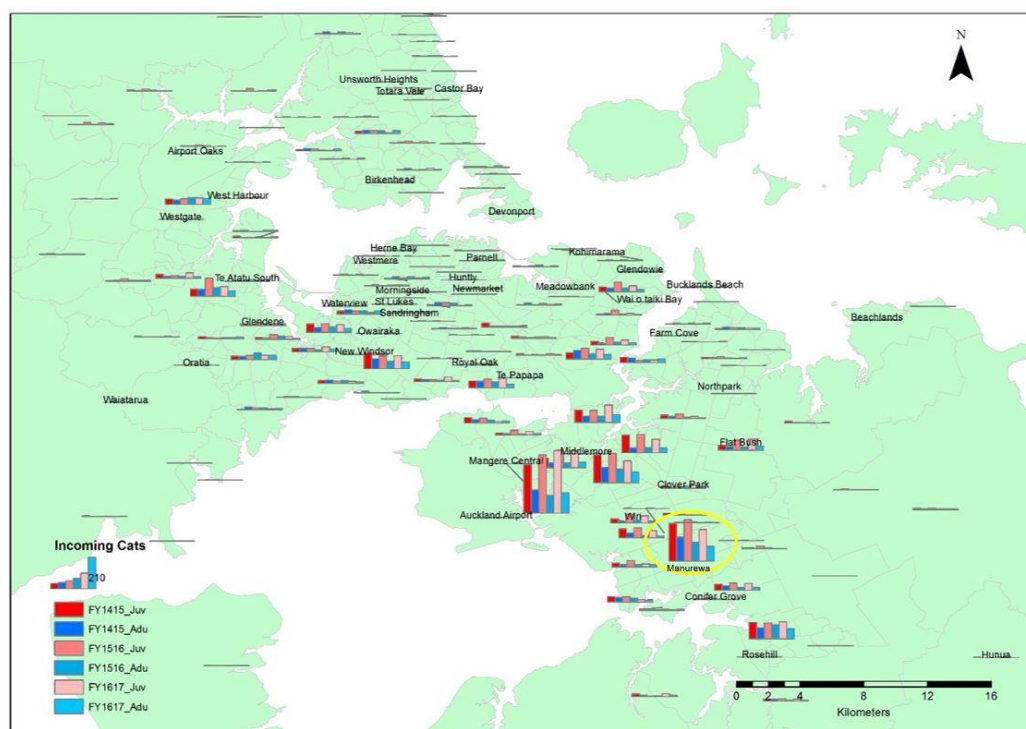 N
Unsworth Heights
Totara Vale
Castor Bay
Airport Oaks
Birkenhead
West Harbour
Westgate
Devonport
Herne Bay
Westmere
Parnell
Kohimarama
Glendowie
Te Atatu South
Huntly
Morningside
Newmarket
Meadowbank
Bucklands Beach
Waterview
St Lukes
Sandringham
Wai o taiki Bay
Glendene
Owairaka
Farm Cove
Beachlands
New Windsor
Oratia
Royal Oak
Te Papapa
Northpark
Waiatarua
Middlemore
Flat Bush
Mangere Central
Clover Park
Auckland Airport
Wiri
Manurewa
Conifer Grove
Rosehill
Hunua
Incoming Cats
210
FY1415_Juv
FY1415_Adu
FY1516_Juv
FY1516_Adu
FY1617_Juv
FY1617_Adu
0 2 4 8 12 16
Kilometers